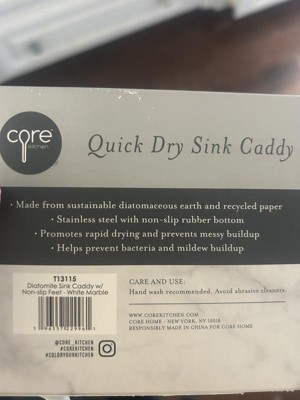 core
kitchen
Quick Dry Sink Caddy
• Made from sustainable diatomaceous earth and recycled paper
• Stainless steel with non-slip rubber bottom
• Promotes rapid drying and prevents messy buildup
• Helps prevent bacteria and mildew buildup
T13115
Diatomite Sink Caddy w/
Non-slip Feet - White Marble
CARE AND USE:
Hand wash recommended. Avoid abrasive cleaners.
WWW.COREKITCHEN.COM
CORE HOME • NEW YORK, NY 10018
RESPONSIBLY MADE IN CHINA FOR CORE HOME
@CORE_KITCHEN
#COREKITCHEN
#COLORYOURKITCHEN